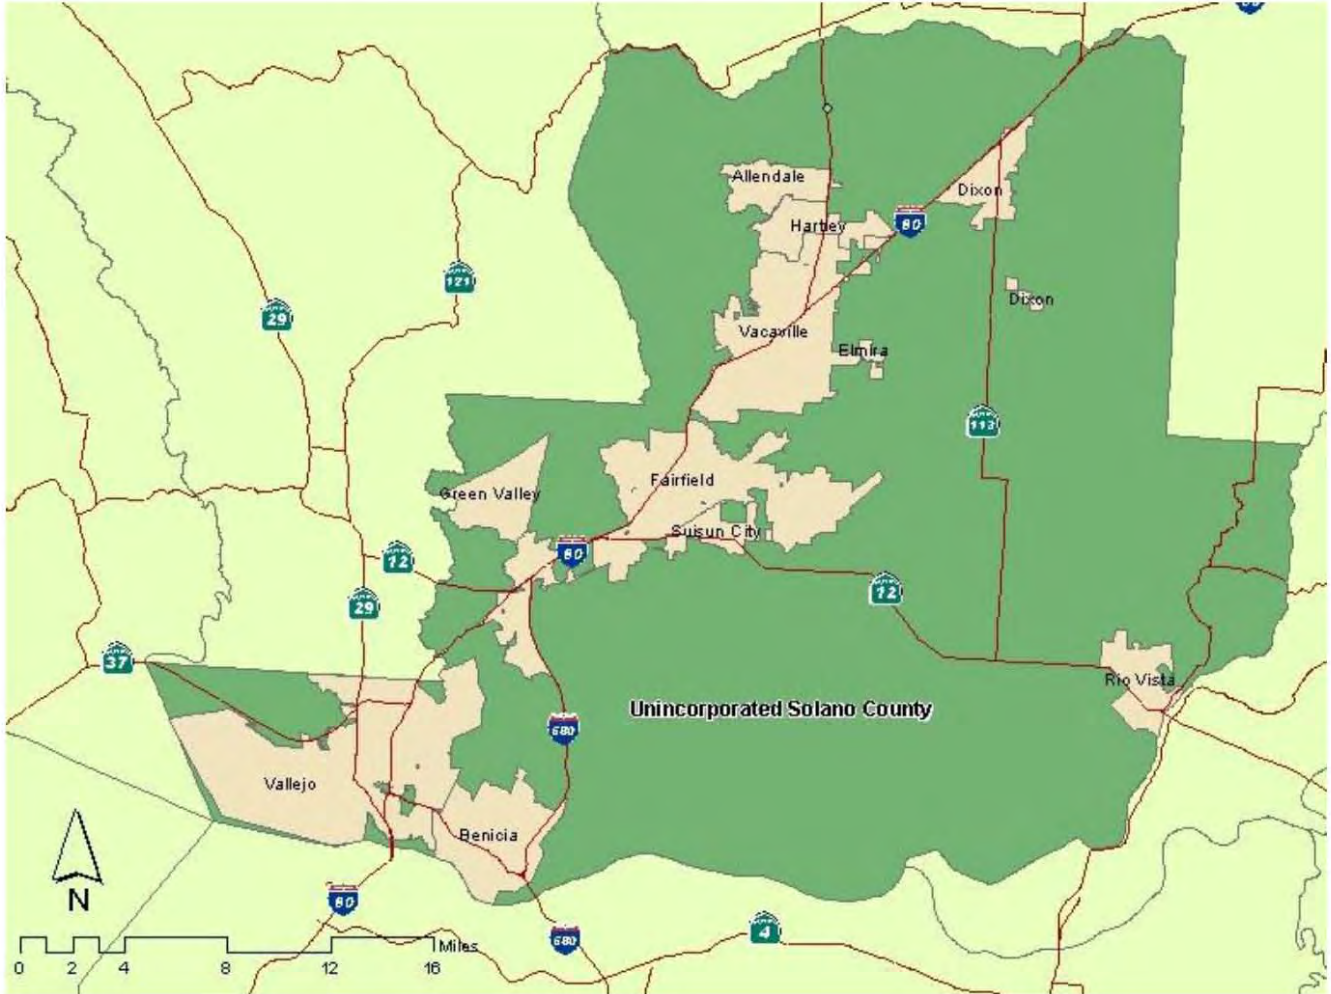 80
Allendale
Dixon
Hartley
80
121
29
Dixon
Vacaville
Elmira
113
Fairfield
Green Valley
Suisun City
80
12
12
29
37
Rio Vista
Unincorporated Solano County
680
Vallejo
Benicia
N
80
680
4
Miles
0 2 4 8 12 16